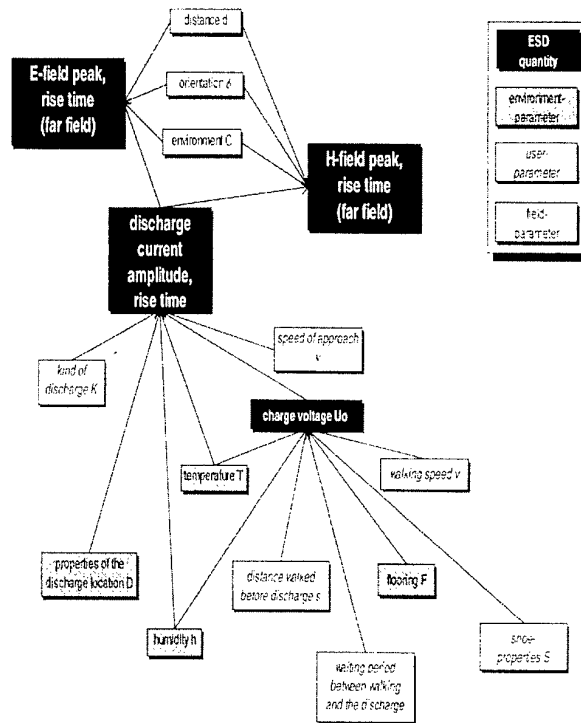 distance d
E-field peak,
rise time
(far field)
orientation
environment C
H-field peak,
rise time
(far field)
ESD
quantity
environment-
parameter
user-
parameter
field-
parameter
discharge
current
amplitude,
rise time
speed of approach
v
kind of
discharge K
charge voltage Uo
temperature T
walking speed v
properties of the
discharge location D
distance walked
before discharge s
flooring F
humidity h
waiting period
between walking
and the discharge
shoe-
properties S